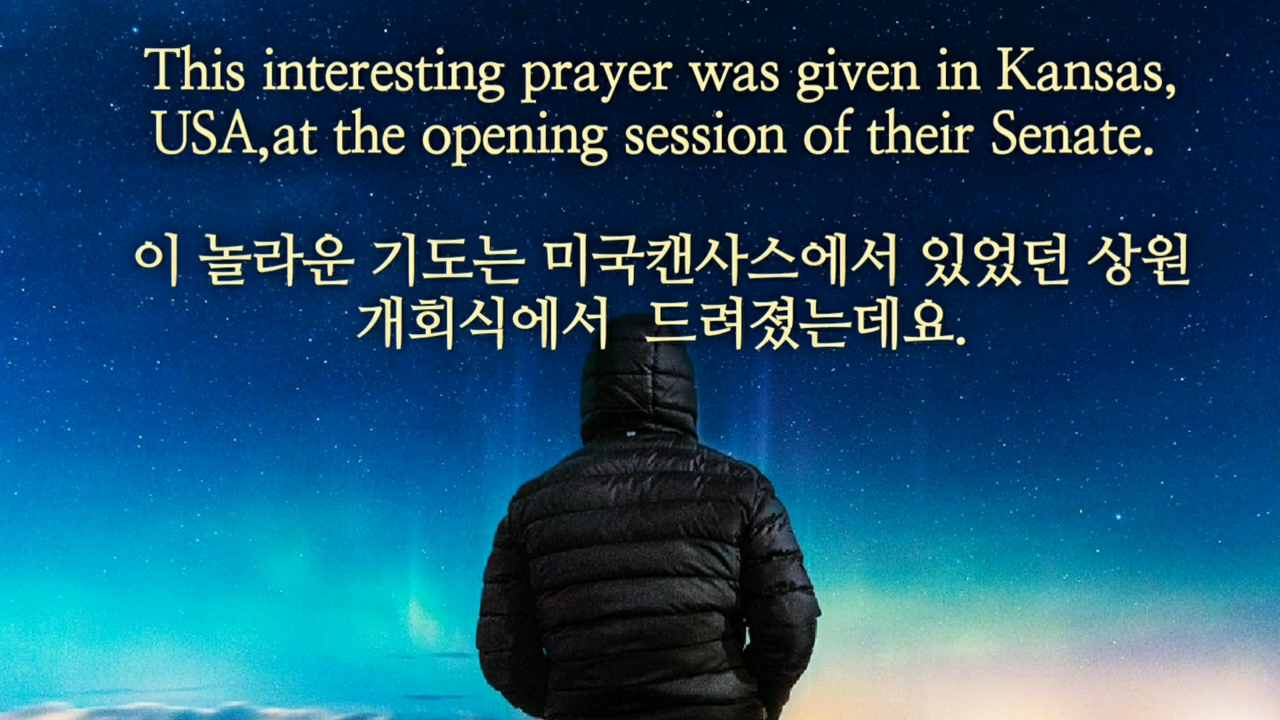 This interesting prayer was given in Kansas,
USA,at the opening session of their Senate.
이 놀라운 기도는 미국캔사스에서 있었던 상원
개회식에서 드려졌는데요.